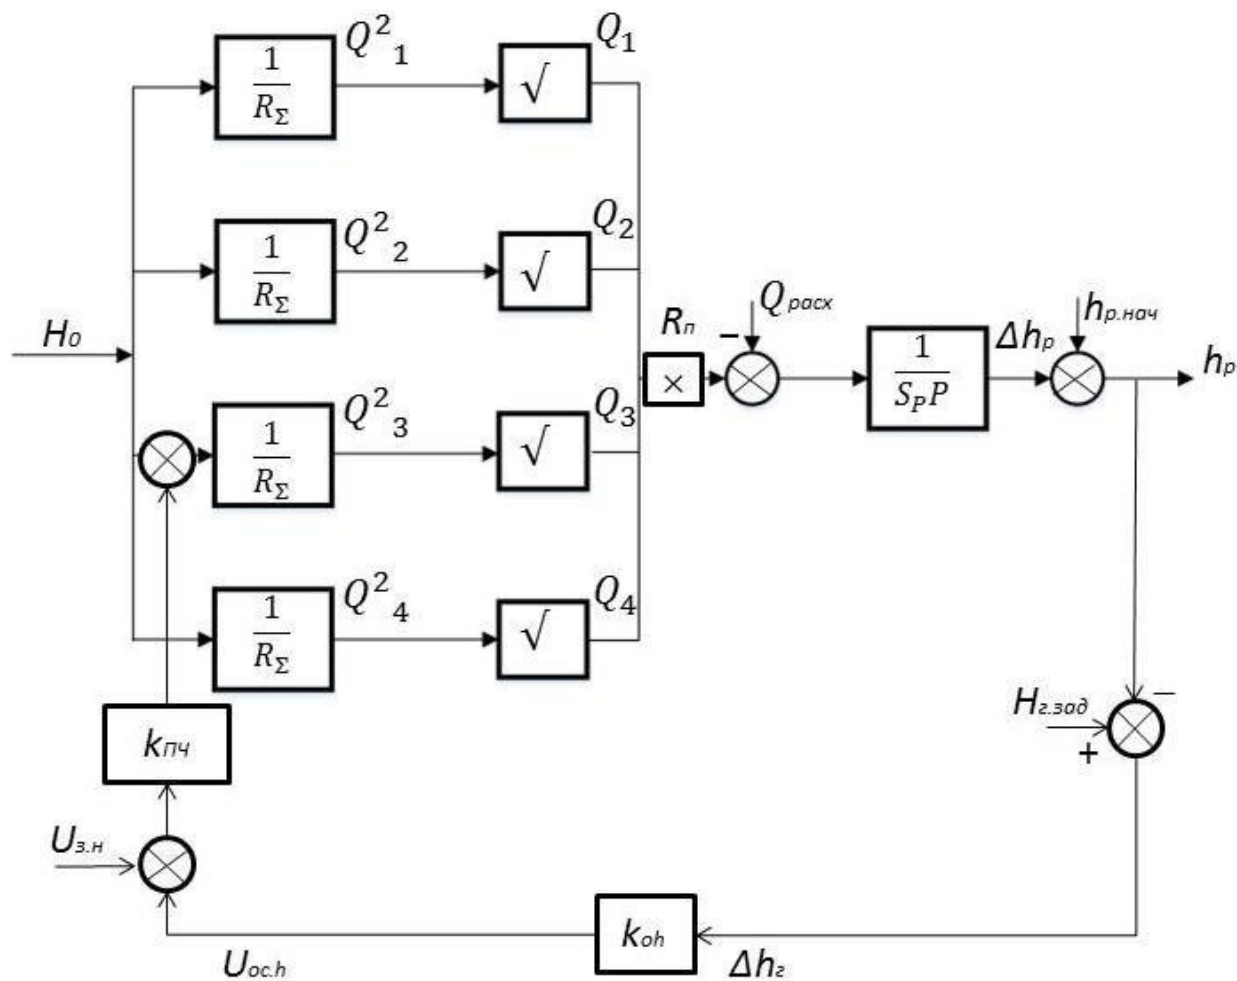 1
R_Σ
Q²₁
√
Q₁
1
R_Σ
Q²₂
√
Q₂
H₀
Rп
×
−
Qрасх
1
S_P P
Δhр
hр.нач
hр
1
R_Σ
Q²₃
√
Q₃
1
R_Σ
Q²₄
√
Q₄
kПЧ
Hг.зад
−
+
Uз.н
koh
Uос.h
Δhг